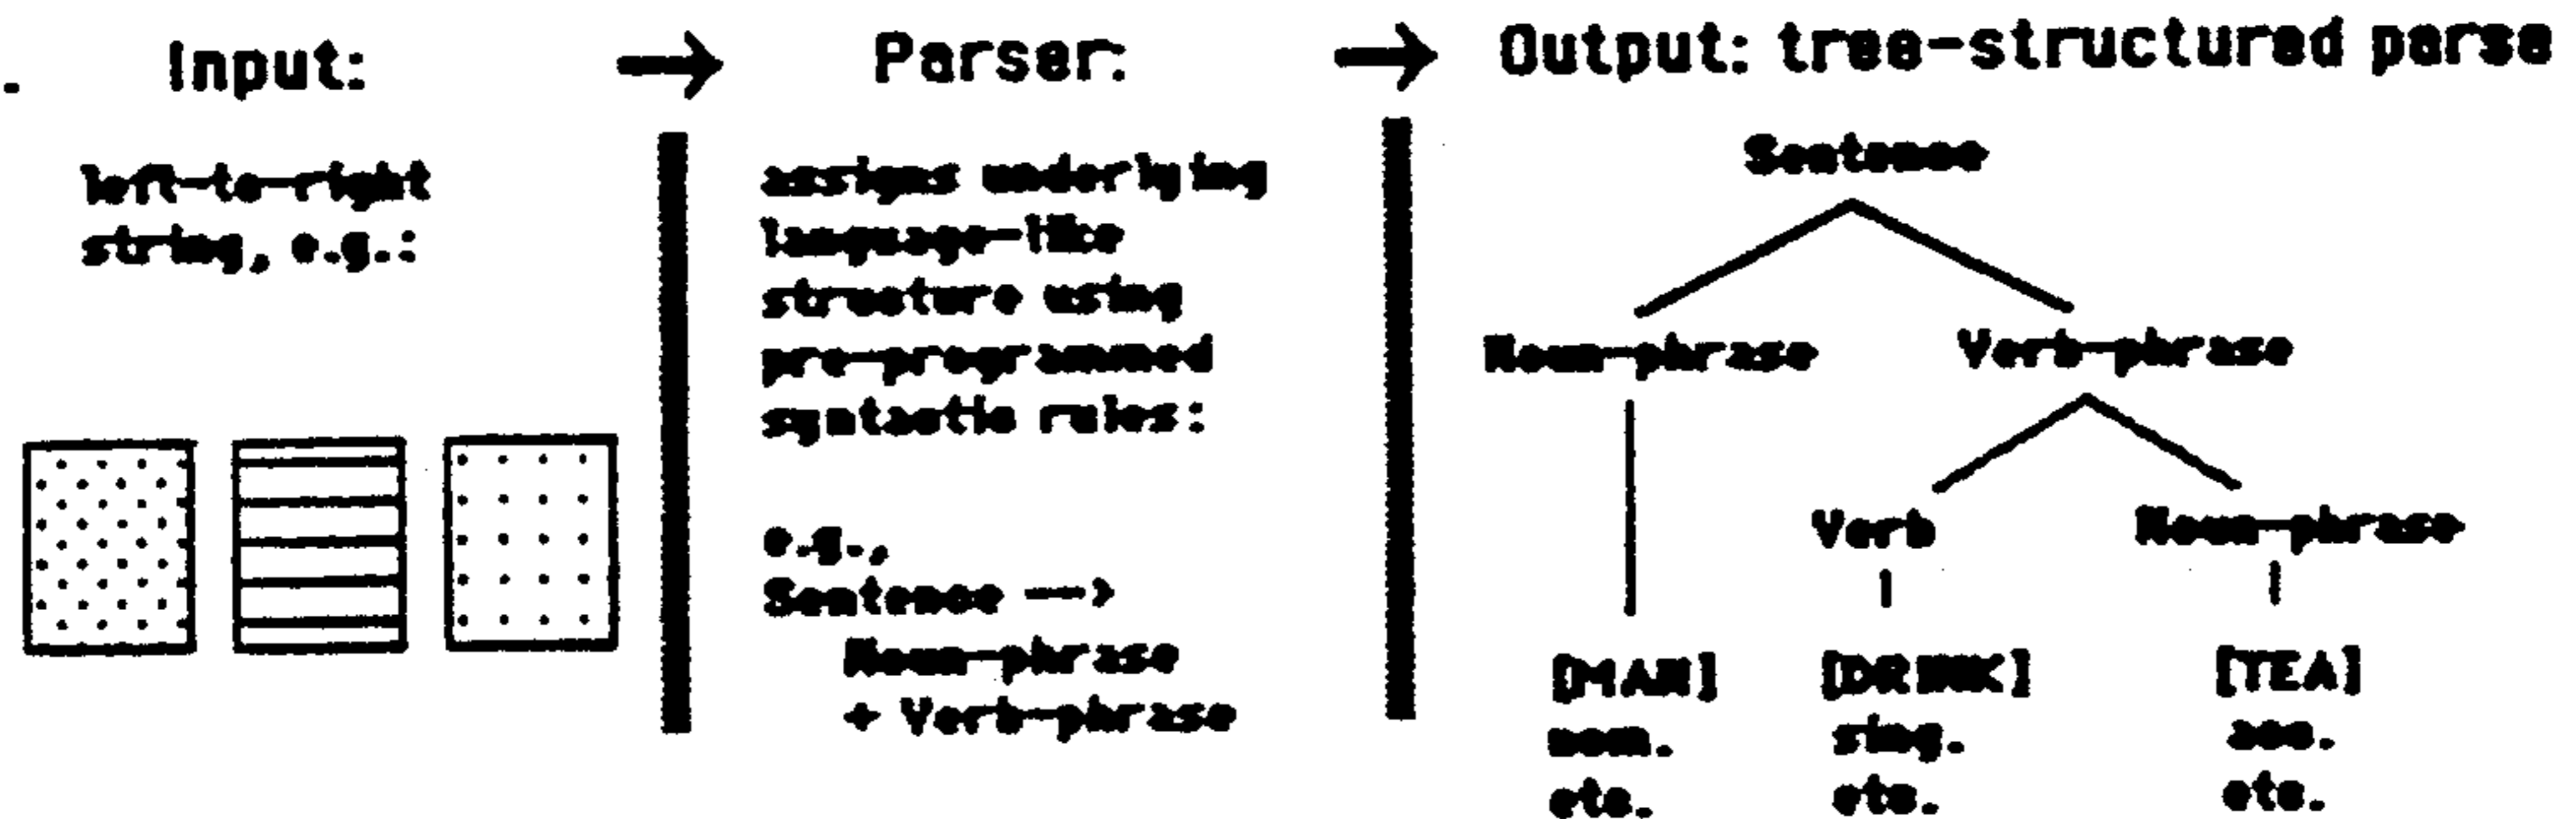 Input: → Parser: → Output: tree-structured parse
left-to-right
string, e.g.:
assigns underlying
language-like
structure using
pre-programmed
syntactic rules:
e.g.,
Sentence —>
Noun-phrase
+ Verb-phrase
Sentence
Noun-phrase Verb-phrase
Verb Noun-phrase
[MAN] [DRINK] [TEA]
nom. sing. acc.
etc. etc. etc.